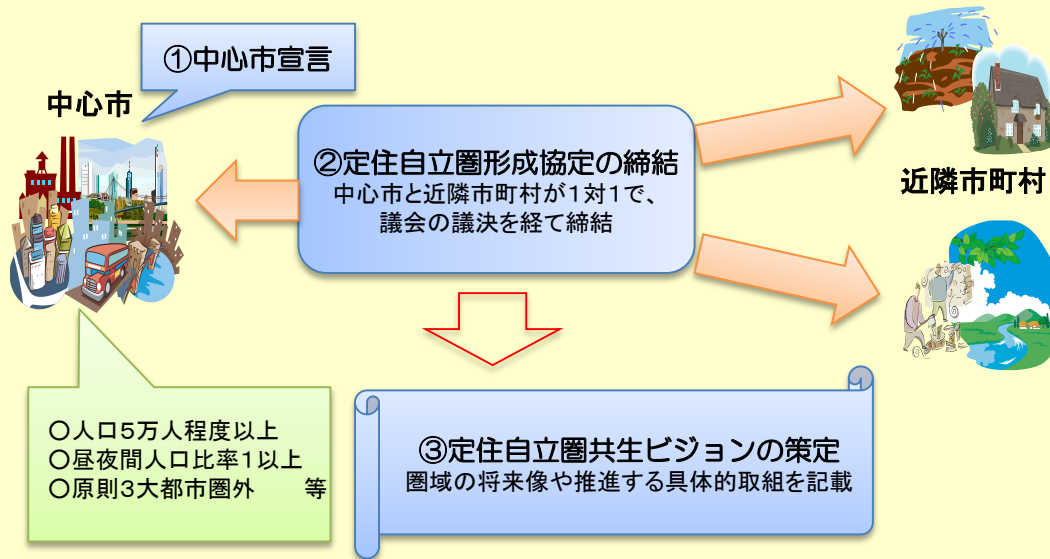 ①中心市宣言
中心市
②定住自立圏形成協定の締結
中心市と近隣市町村が1対1で、
議会の議決を経て締結
近隣市町村
○人口5万人程度以上
○昼夜間人口比率1以上
○原則3大都市圏外　等
③定住自立圏共生ビジョンの策定
圏域の将来像や推進する具体的取組を記載